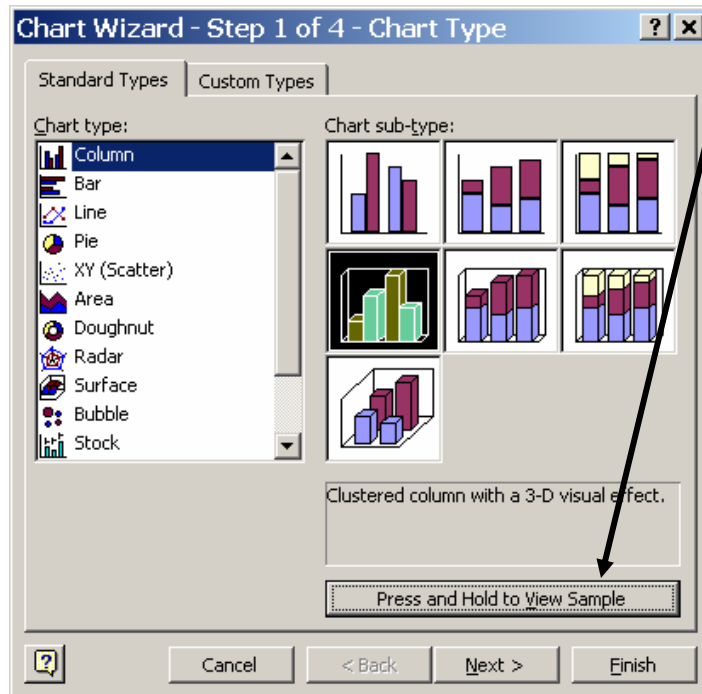 Chart Wizard - Step 1 of 4 - Chart Type
Standard Types
Custom Types
Chart type:
Column
Bar
Line
Pie
XY (Scatter)
Area
Doughnut
Radar
Surface
Bubble
Stock
Chart sub-type:
Clustered column with a 3-D visual effect.
Press and Hold to View Sample
Cancel
< Back
Next >
Finish